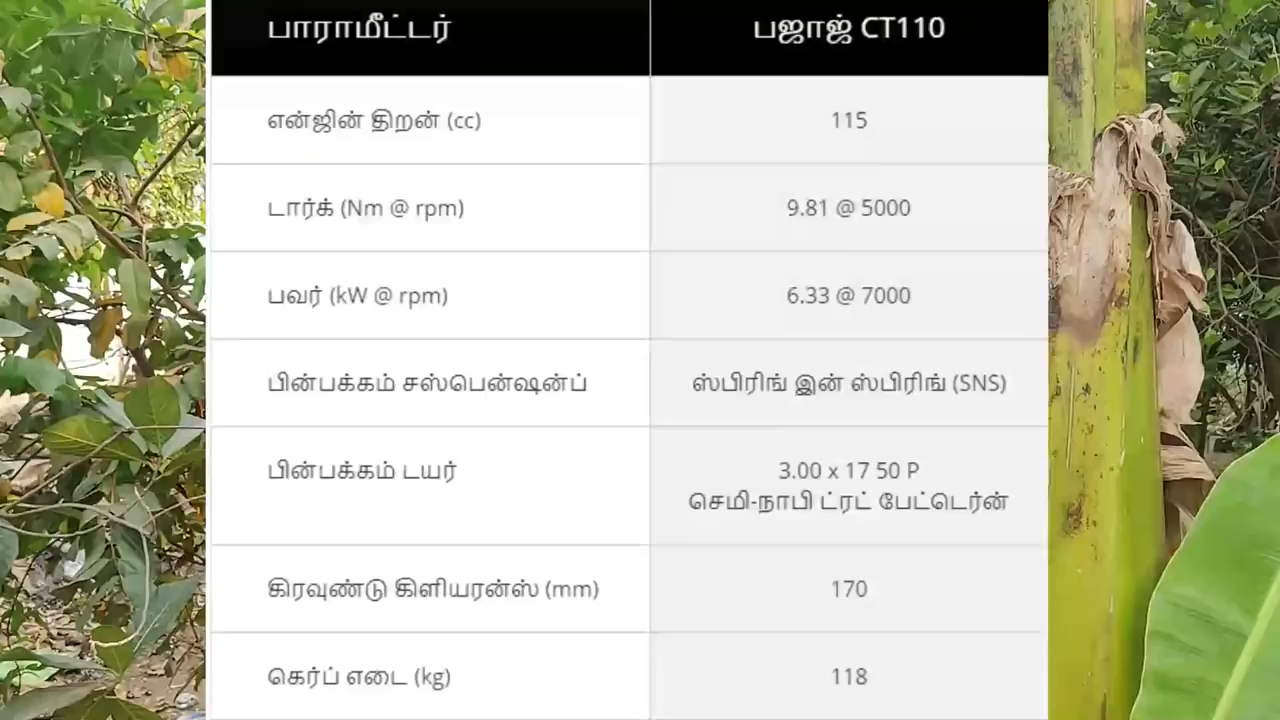 பாராமீட்டர் பஜாஜ் CT110
என்ஜின் திறன் (cc) 115
டார்க் (Nm @ rpm) 9.81 @ 5000
பவர் (kW @ rpm) 6.33 @ 7000
பின்பக்கம் சஸ்பென்ஷன்ப் ஸ்பிரிங் இன் ஸ்பிரிங் (SNS)
பின்பக்கம் டயர் 3.00 x 17 50 P
செமி-நாபி ட்ரட் பேட்டெர்ன்
கிரவுண்டு கிளியரன்ஸ் (mm) 170
கெர்ப் எடை (kg) 118